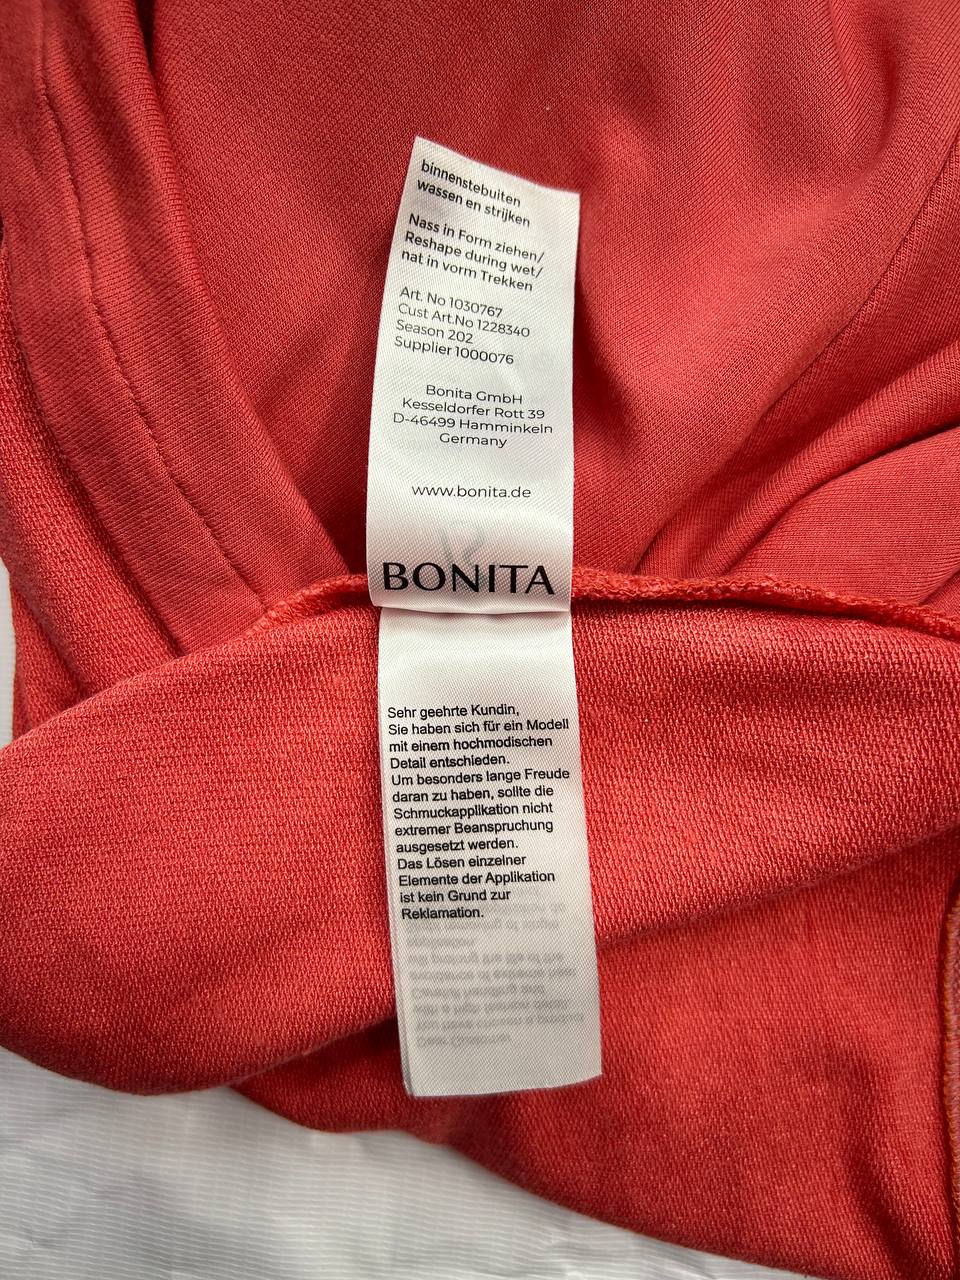 binnenstebuiten
wassen en strijken
Nass in Form ziehen/
Reshape during wet/
nat in vorm Trekken
Art. No 1030767
Cust Art.No 1228340
Season 202
Supplier 1000076
Bonita GmbH
Kesseldorfer Rott 39
D-46499 Hamminkeln
Germany
www.bonita.de
BONITA
Sehr geehrte Kundin,
Sie haben sich für ein Modell
mit einem hochmodischen
Detail entschieden.
Um besonders lange Freude
daran zu haben, sollte die
Schmuckapplikation nicht
extremer Beanspruchung
ausgesetzt werden.
Das Lösen einzelner
Elemente der Applikation
ist kein Grund zur
Reklamation.